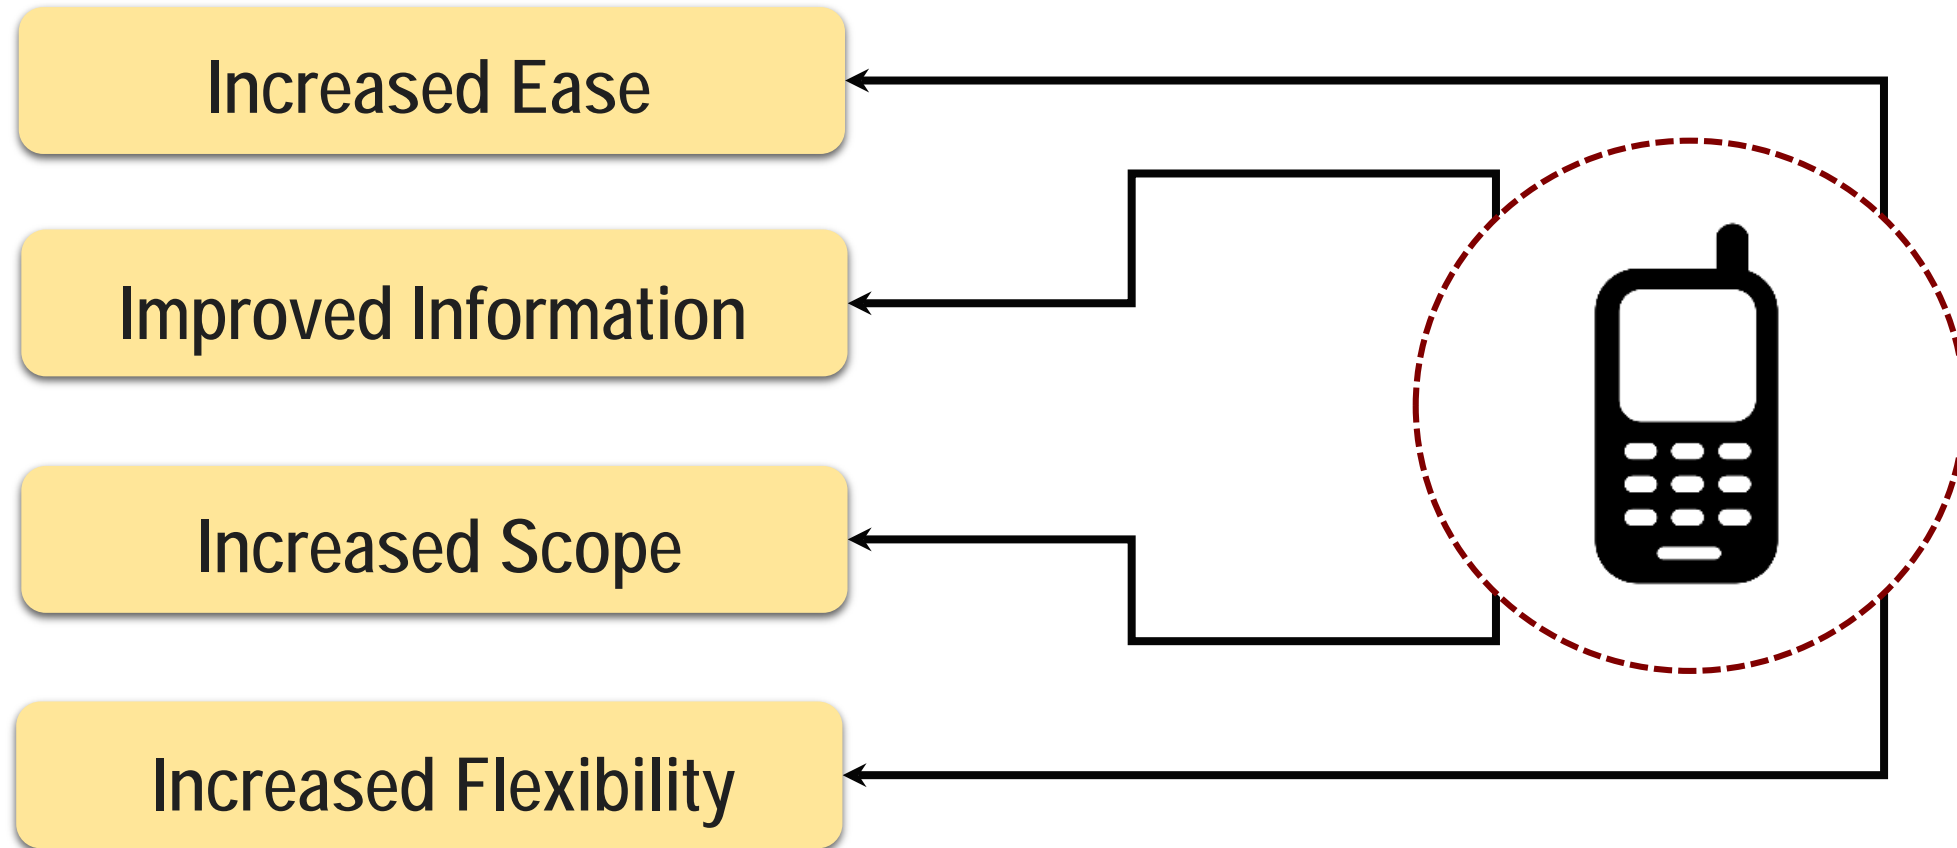 Increased Ease
Improved Information
Increased Scope
Increased Flexibility